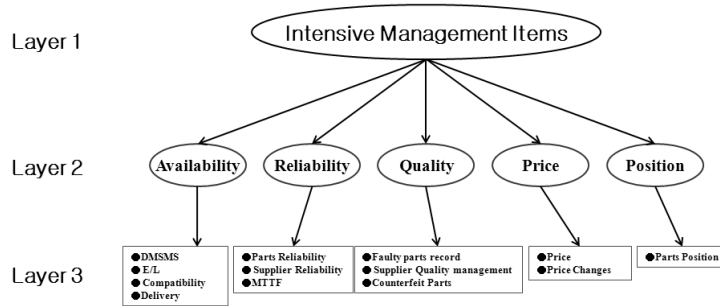 Layer 1
Intensive Management Items
Layer 2
Availability
Reliability
Quality
Price
Position
Layer 3
●DMSMS
●E/L
●Compatibility
●Delivery
●Parts Reliability
●Supplier Reliability
●MTTF
●Faulty parts record
●Supplier Quality management
●Counterfeit Parts
●Price
●Price Changes
●Parts Position